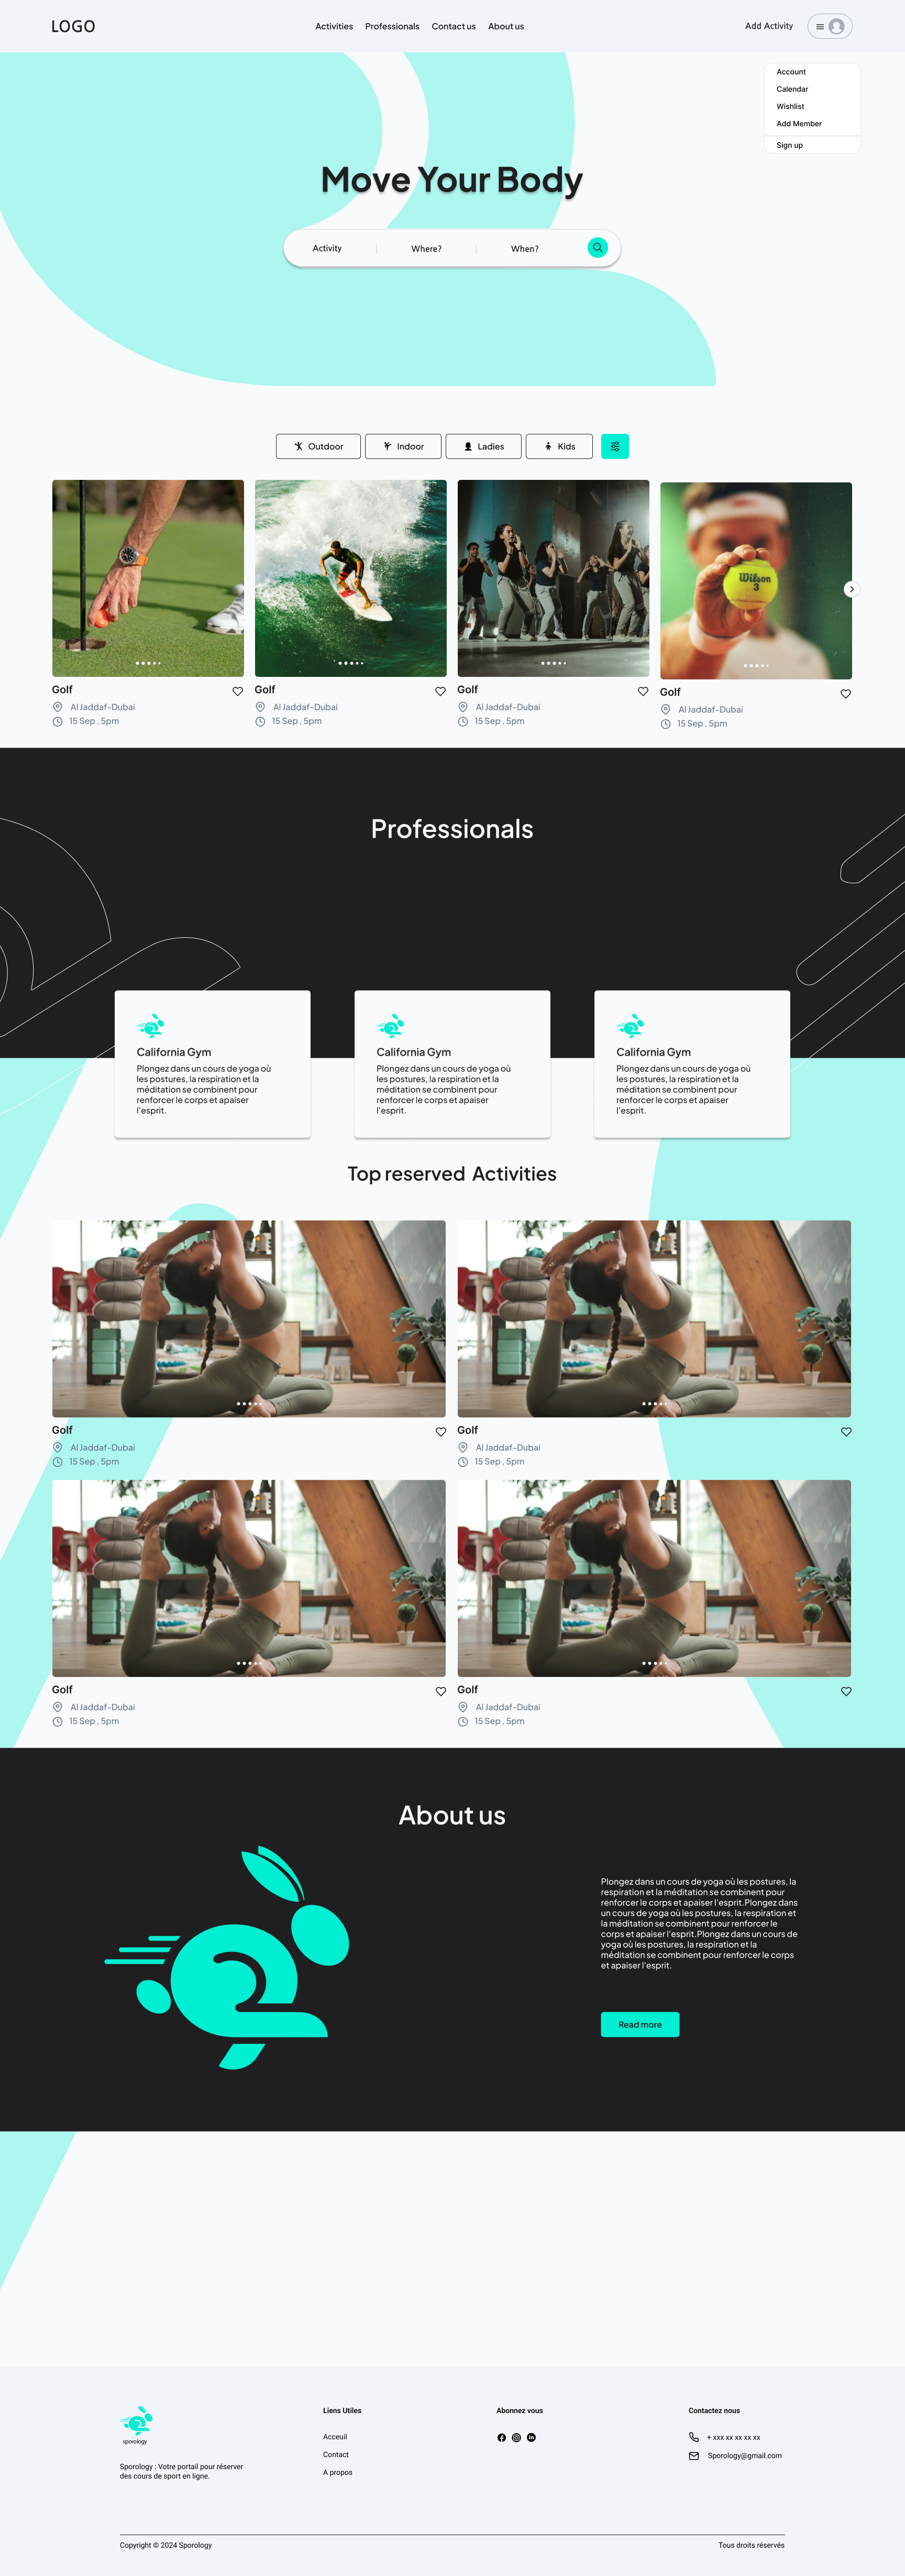 LOGO
Activities Professionals Contact us About us
Add Activity
Account
Calendar
Wishlist
Add Member
Sign up
Move Your Body
Activity Where? When?
Outdoor Indoor Ladies Kids
Wilson
3
Golf
Al Jaddaf-Dubai
15 Sep , 5pm
Golf
Al Jaddaf-Dubai
15 Sep , 5pm
Golf
Al Jaddaf-Dubai
15 Sep , 5pm
Golf
Al Jaddaf-Dubai
15 Sep , 5pm
Professionals
California Gym
Plongez dans un cours de yoga où
les postures, la respiration et la
méditation se combinent pour
renforcer le corps et apaiser
l'esprit.
California Gym
Plongez dans un cours de yoga où
les postures, la respiration et la
méditation se combinent pour
renforcer le corps et apaiser
l'esprit.
California Gym
Plongez dans un cours de yoga où
les postures, la respiration et la
méditation se combinent pour
renforcer le corps et apaiser
l'esprit.
Top reserved Activities
Golf
Al Jaddaf-Dubai
15 Sep , 5pm
Golf
Al Jaddaf-Dubai
15 Sep , 5pm
Golf
Al Jaddaf-Dubai
15 Sep , 5pm
Golf
Al Jaddaf-Dubai
15 Sep , 5pm
About us
Plongez dans un cours de yoga où les postures, la
respiration et la méditation se combinent pour
renforcer le corps et apaiser l'esprit.Plongez dans
un cours de yoga où les postures, la respiration et
la méditation se combinent pour renforcer le
corps et apaiser l'esprit.Plongez dans un cours de
yoga où les postures, la respiration et la
méditation se combinent pour renforcer le corps
et apaiser l'esprit.
Read more
sporology
Sporology : Votre portail pour réserver
des cours de sport en ligne.
Liens Utiles
Acceuil
Contact
A propos
Abonnez vous
Contactez nous
+ xxx xx xx xx xx
Sporology@gmail.com
Copyright © 2024 Sporology
Tous droits réservés